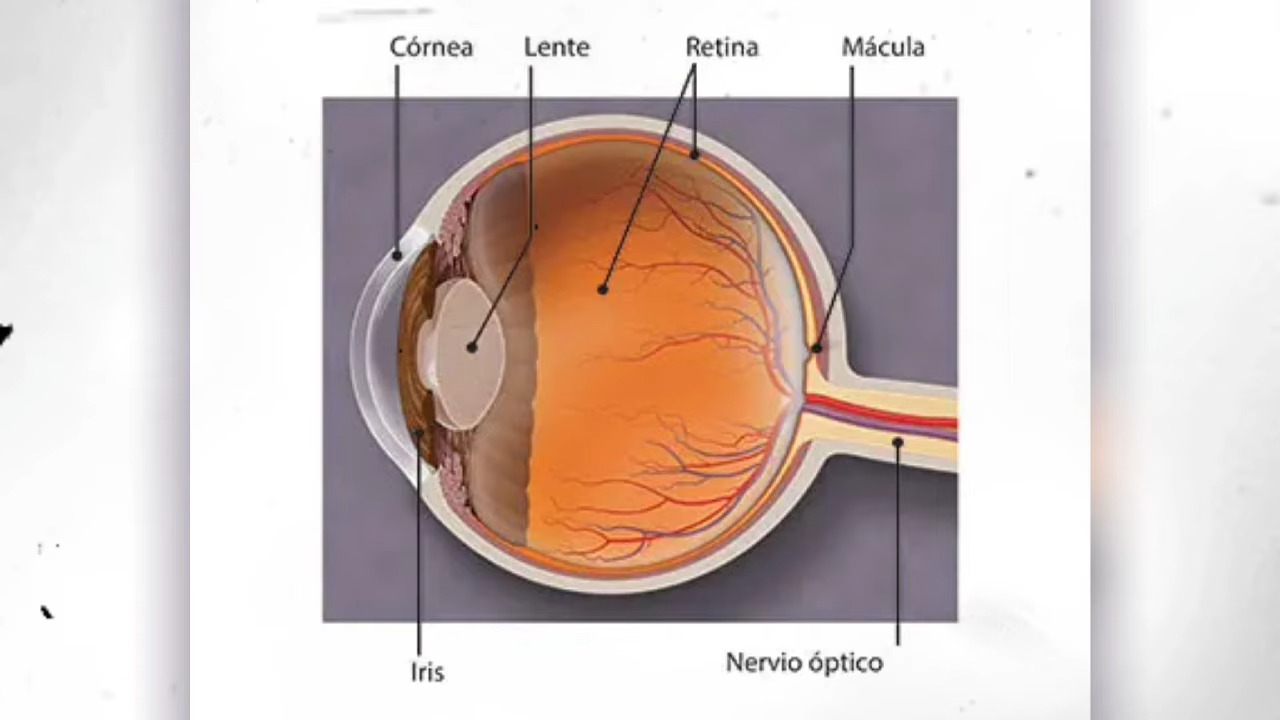 Córnea
Lente
Retina
Mácula
Iris
Nervio óptico